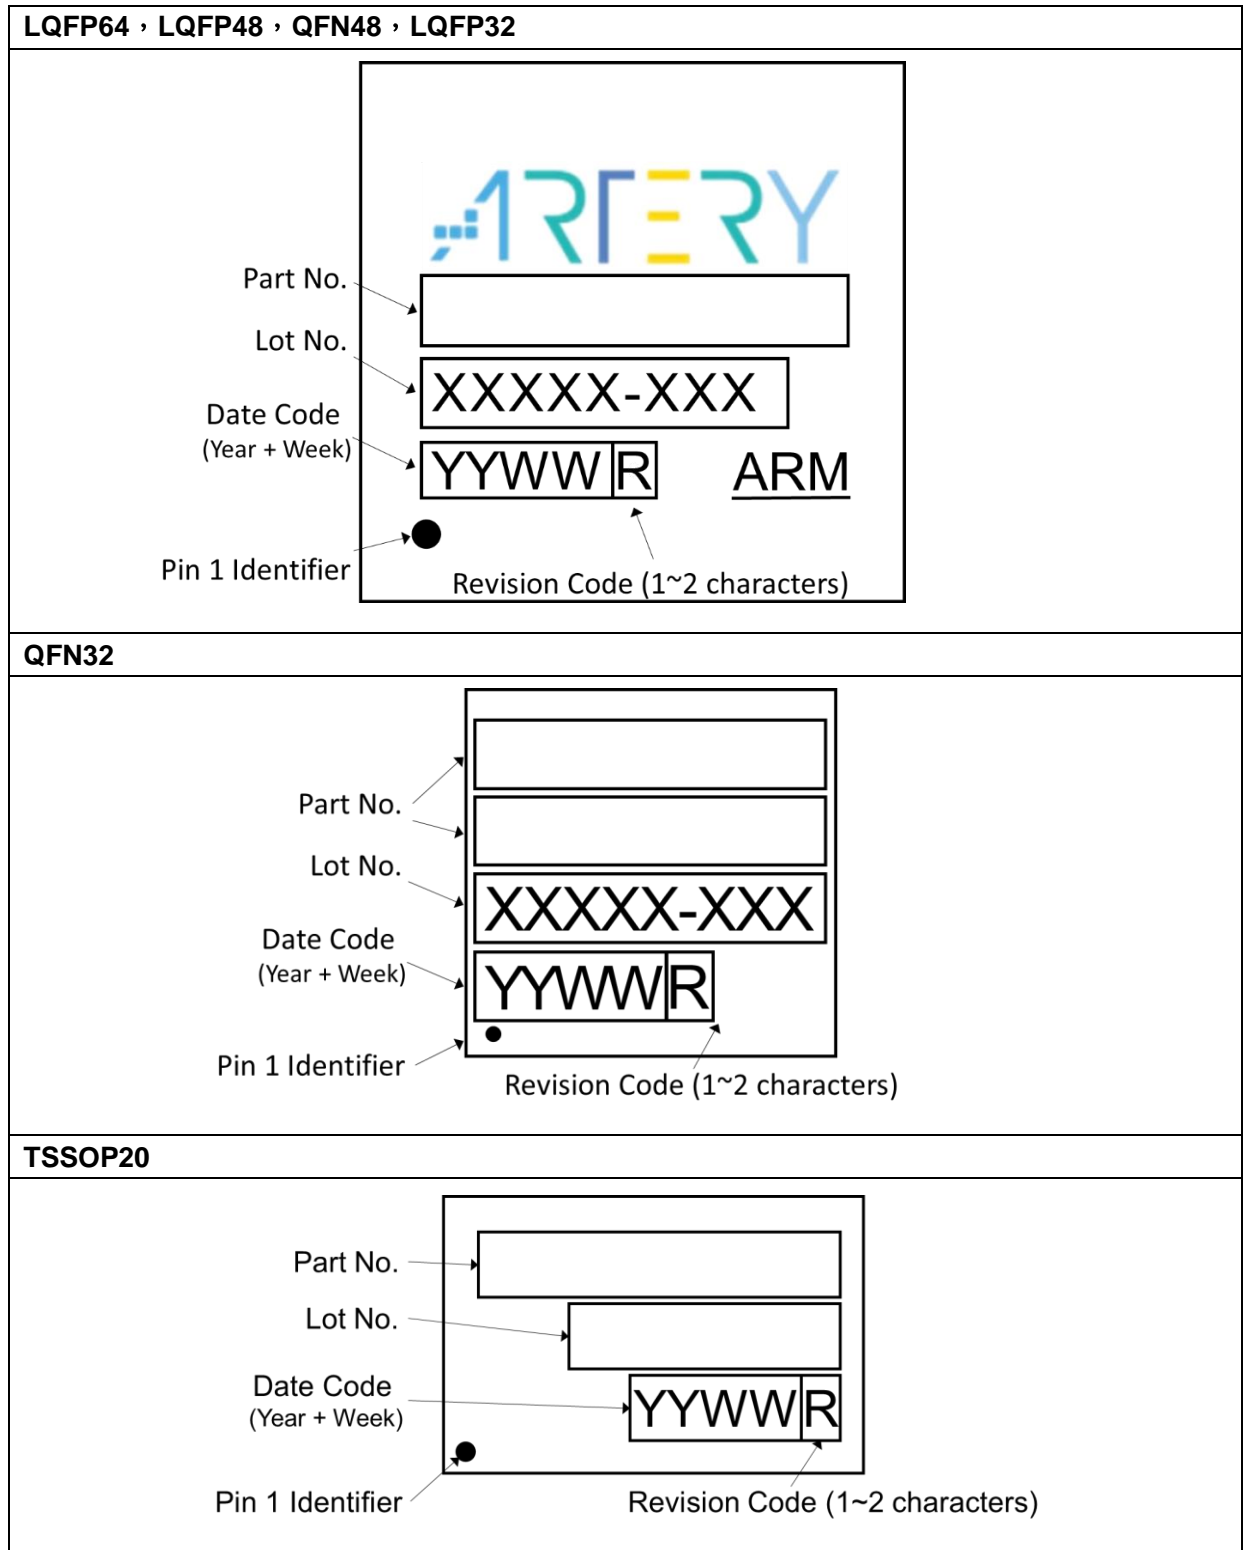 LQFP64，LQFP48，QFN48，LQFP32
ARTERY
Part No.
Lot No.
XXXXX-XXX
Date Code
(Year + Week)
YYWW R
ARM
Pin 1 Identifier
Revision Code (1~2 characters)
QFN32
Part No.
Lot No.
XXXXX-XXX
Date Code
(Year + Week)
YYWW R
Pin 1 Identifier
Revision Code (1~2 characters)
TSSOP20
Part No.
Lot No.
Date Code
(Year + Week)
YYWW R
Pin 1 Identifier
Revision Code (1~2 characters)